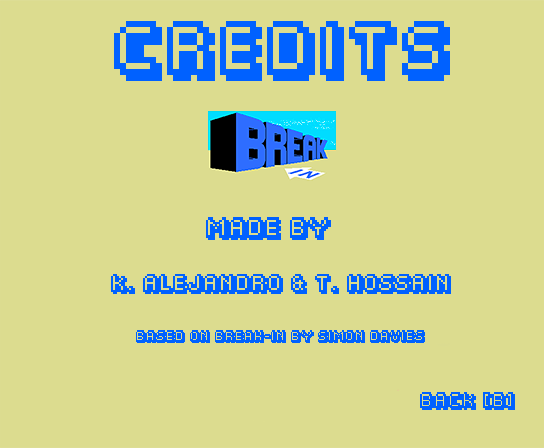 CREDITS
BREAK
IN
MADE BY
K. ALEJANDRO & T. HOSSAIN
BASED ON BREAK-IN BY SIMON DAVIES
BACK [B]